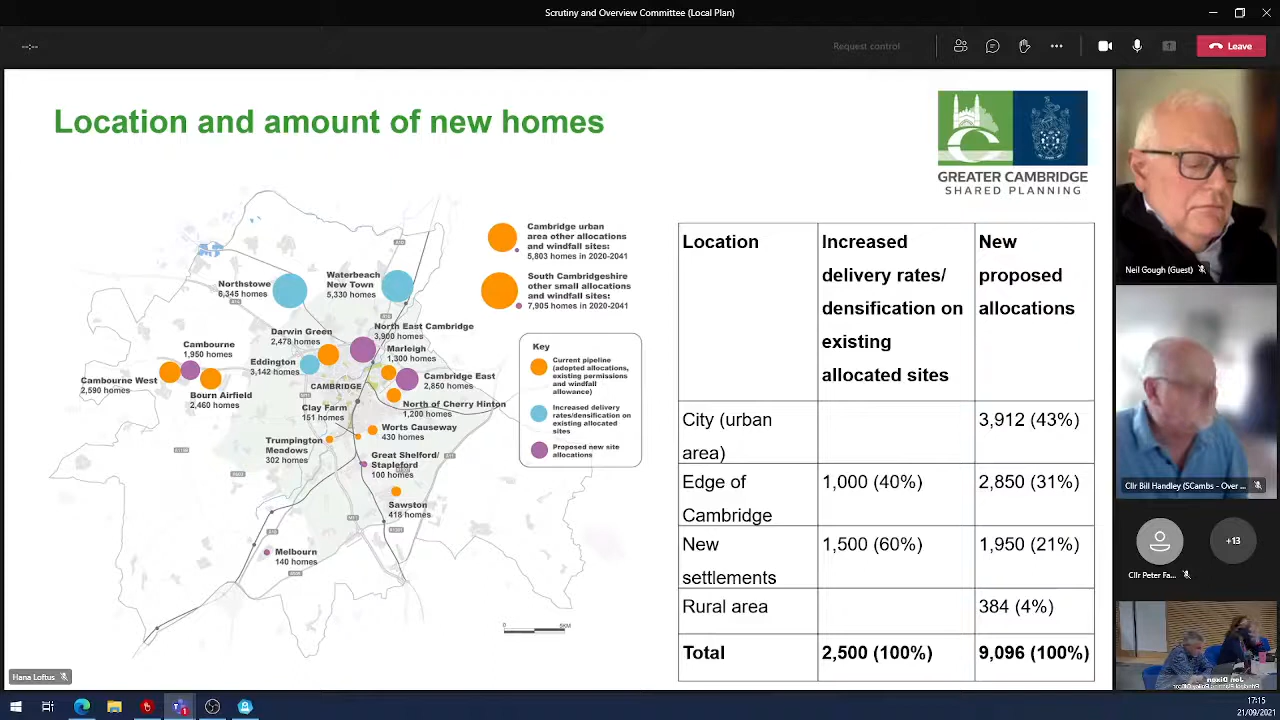 Scrutiny and Overview Committee (Local Plan)
--:--
Request control
Leave
Location and amount of new homes
GREATER CAMBRIDGE
SHARED PLANNING
Cambridge urban
area other allocations
and windfall sites:
5,803 homes in 2020-2041
South Cambridgeshire
other small allocations
and windfall sites:
7,905 homes in 2020-2041
Northstowe
6,345 homes
Waterbeach
New Town
5,330 homes
Darwin Green
2,478 homes
North East Cambridge
3,900 homes
Marleigh
1,300 homes
Cambourne
1,950 homes
Eddington
3,142 homes
Cambridge East
2,850 homes
Cambourne West
2,590 homes
Bourn Airfield
2,460 homes
CAMBRIDGE
North of Cherry Hinton
1,200 homes
Clay Farm
151 homes
Worts Causeway
430 homes
Trumpington
Meadows
302 homes
Great Shelford/
Stapleford
100 homes
Sawston
418 homes
Melbourn
140 homes
Key
Current pipeline
(adopted allocations,
existing permissions
and windfall
allowance)
Increased delivery
rates/densification on
existing allocated
sites
Proposed new site
allocations
0 5KM
Location
Increased
delivery rates/
densification on
existing
allocated sites
New
proposed
allocations
City (urban
area)
3,912 (43%)
Edge of
Cambridge
1,000 (40%)
2,850 (31%)
New
settlements
1,500 (60%)
1,950 (21%)
Rural area
384 (4%)
Total
2,500 (100%)
9,096 (100%)
Neil Gough (Guest)
Cllr Bill Handley (SCambs - Over ...
Cllr Peter F...
+13
Jon Dixon
Hana Loftus
17:15
21/09/2021